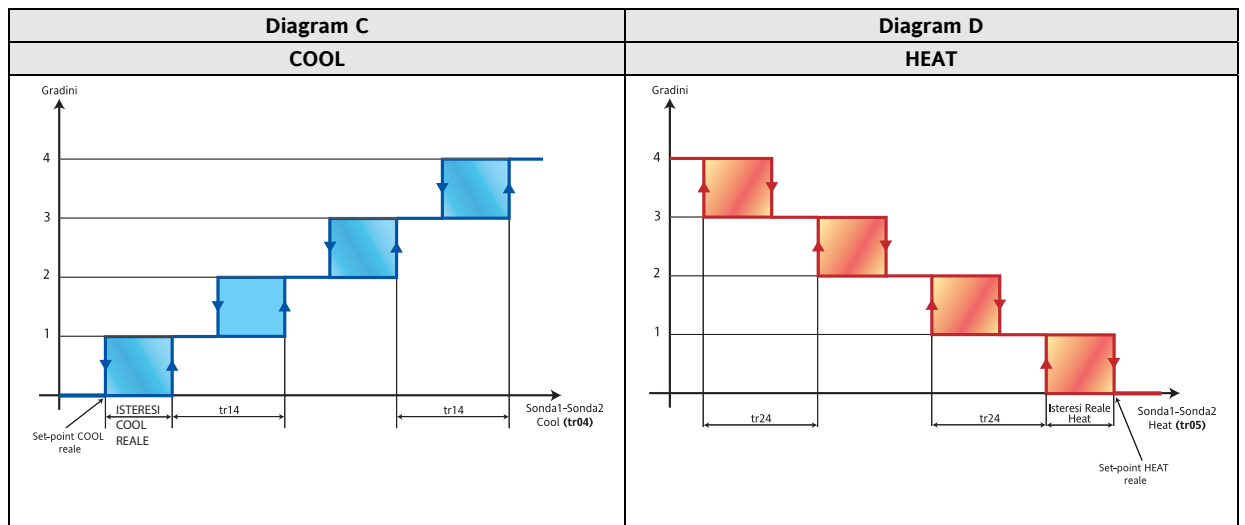 Diagram C
COOL
Gradini
4
3
2
1
ISTERESI
COOL
REALE
tr14
tr14
Sonda1-Sonda2
Cool (tr04)
Set-point COOL
reale
Diagram D
HEAT
Gradini
4
3
2
1
tr24
tr24
Isteresi Reale
Heat
Sonda1-Sonda2
Heat (tr05)
Set-point HEAT
reale